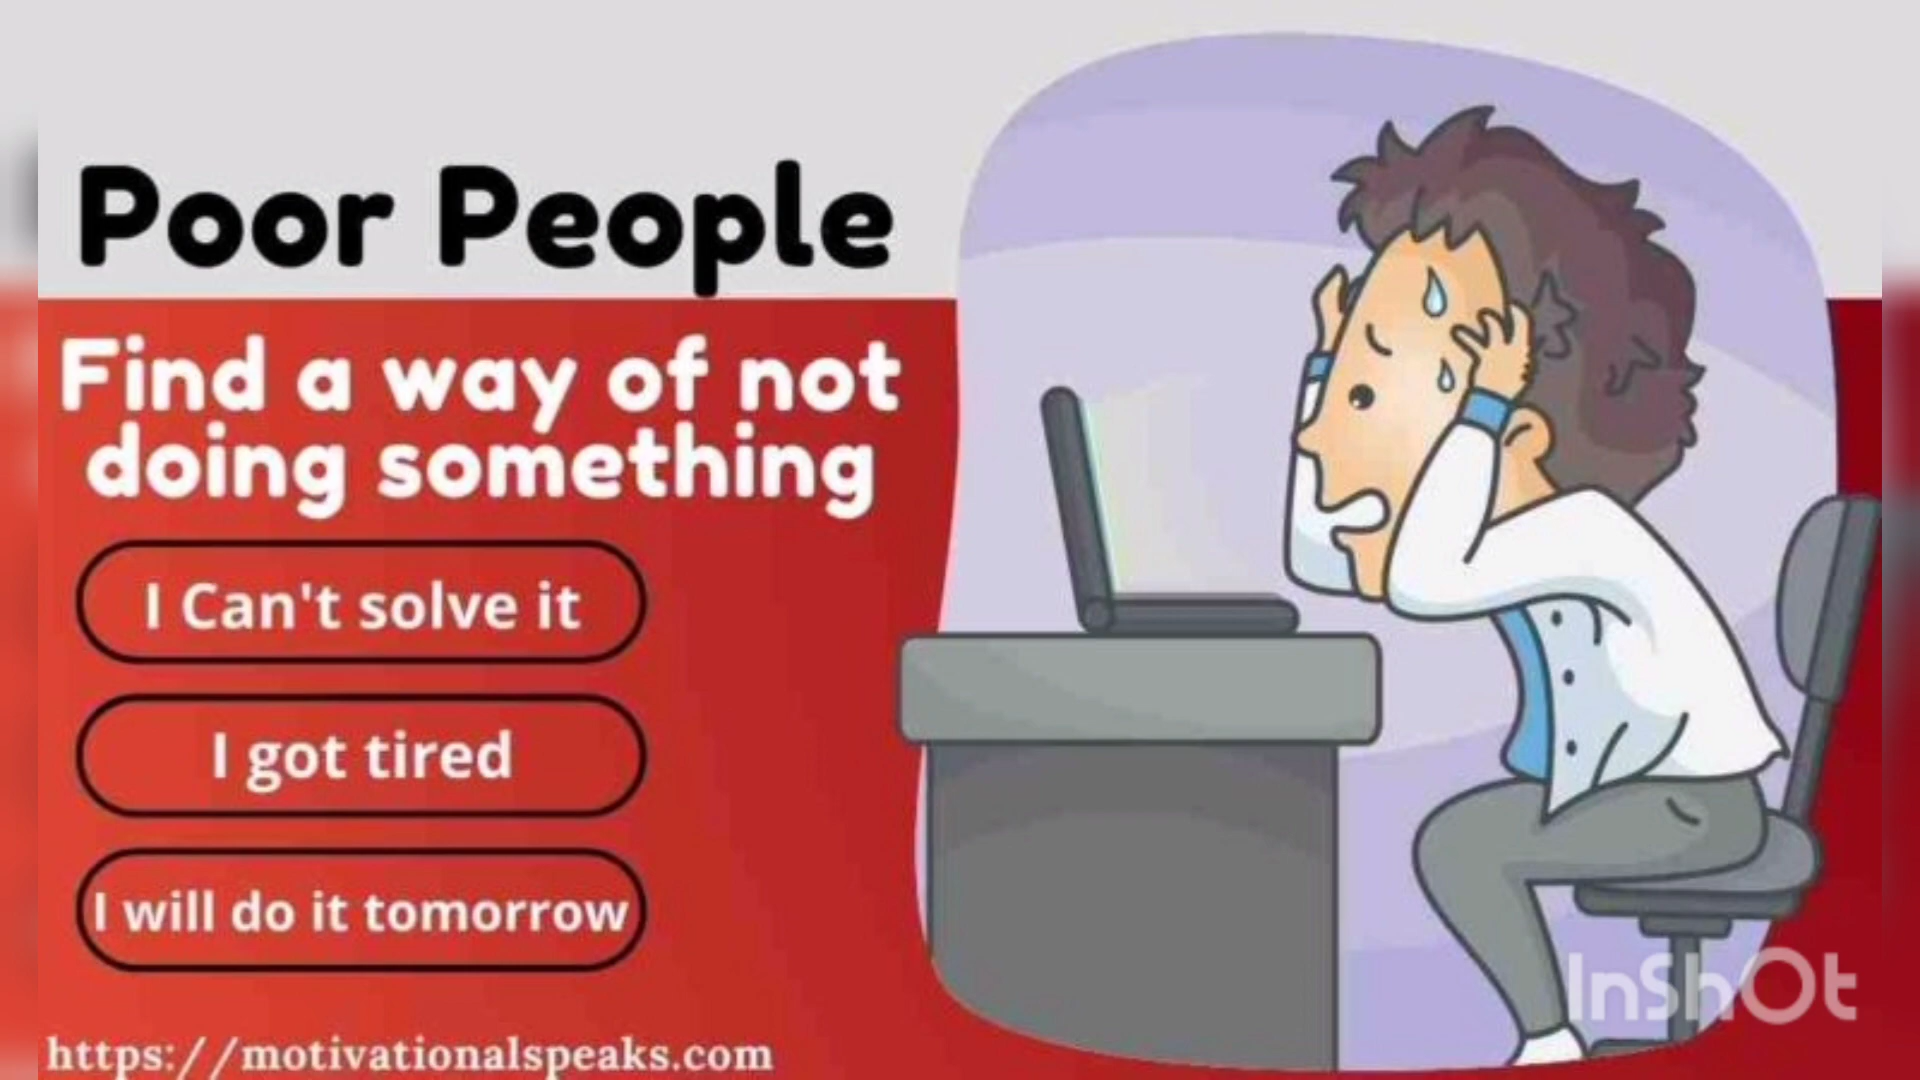 Poor People
Find a way of not
doing something
I Can't solve it
I got tired
I will do it tomorrow
https://motivationalspeaks.com
InShOt